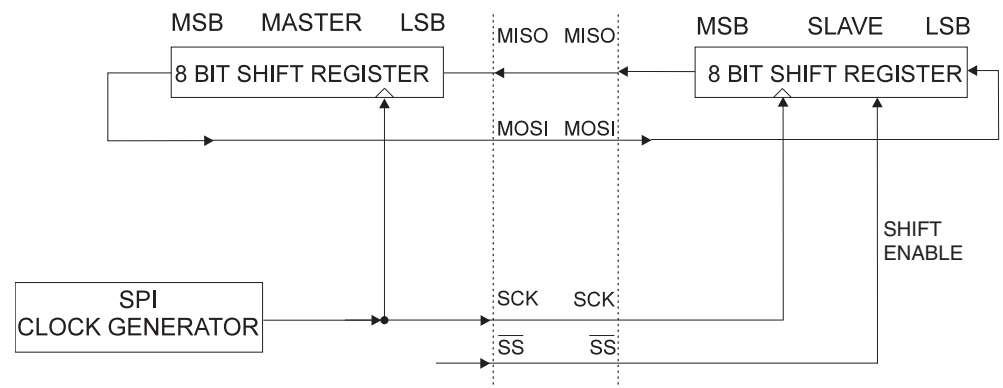 MSB MASTER LSB
MISO MISO
MSB SLAVE LSB
8 BIT SHIFT REGISTER
8 BIT SHIFT REGISTER
MOSI MOSI
SHIFT
ENABLE
SPI
CLOCK GENERATOR
SCK SCK
SS SS